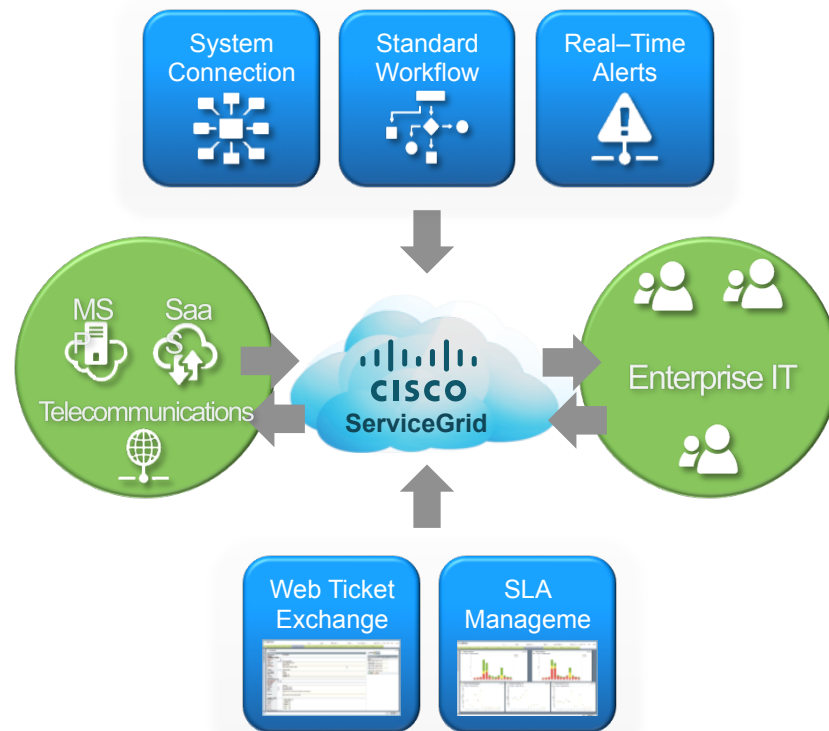 System
Connection
Standard
Workflow
Real–Time
Alerts
MS
P
Saa
S
Telecommunications
CISCO
ServiceGrid
Enterprise IT
Web Ticket
Exchange
SLA
Manageme